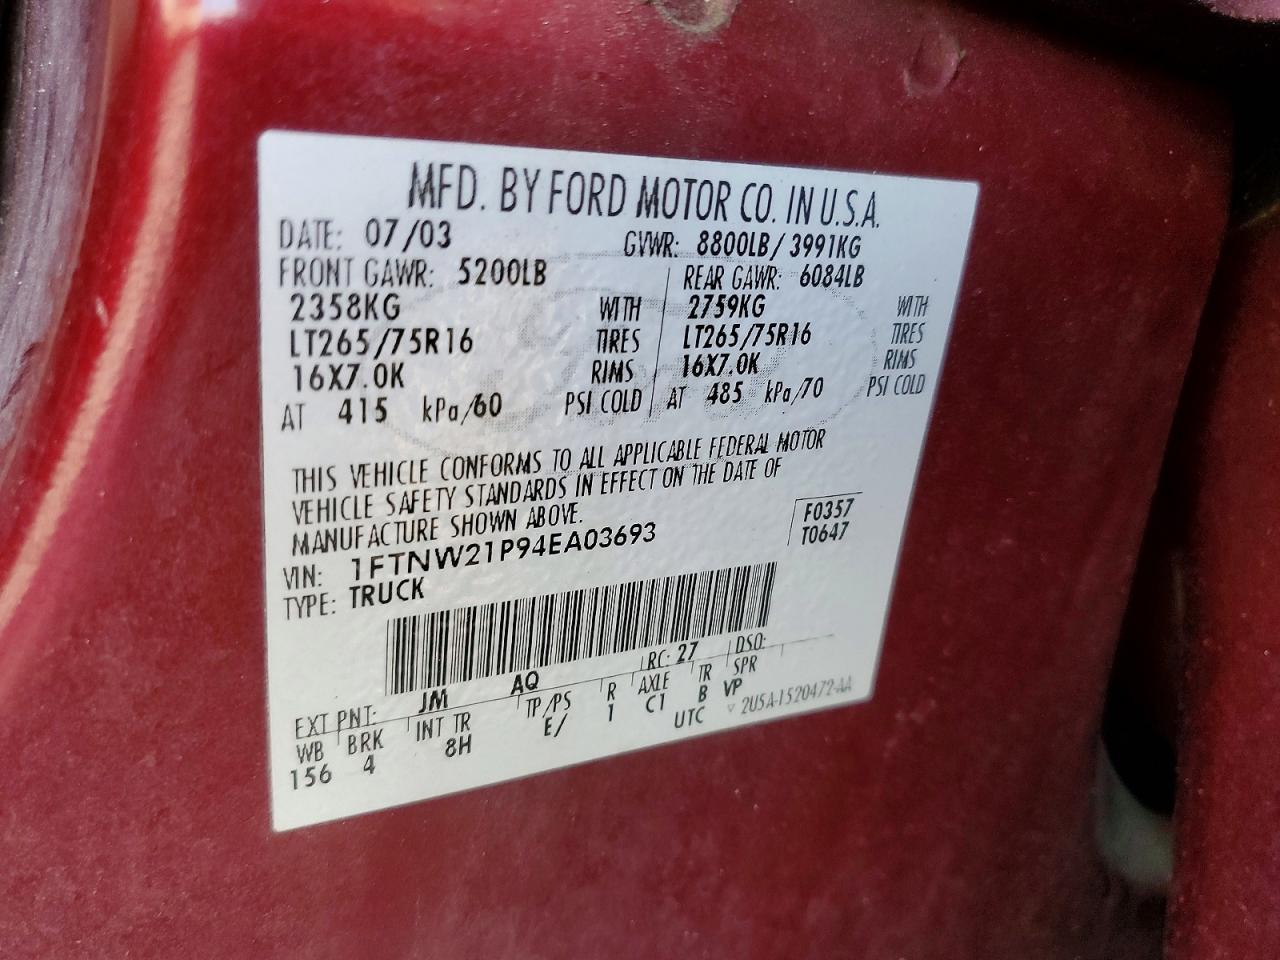 MFD. BY FORD MOTOR CO. IN U.S.A.
DATE: 07/03 GVWR: 8800LB/ 3991KG
FRONT GAWR: 5200LB REAR GAWR: 6084LB
2358KG WITH 2759KG WITH
LT265/75R16 TIRES LT265/75R16 TIRES
16X7.0K RIMS 16X7.0K RIMS
AT 415 kPa/60 PSI COLD AT 485 kPa/70 PSI COLD
THIS VEHICLE CONFORMS TO ALL APPLICABLE FEDERAL MOTOR
VEHICLE SAFETY STANDARDS IN EFFECT ON THE DATE OF
MANUFACTURE SHOWN ABOVE.
F0357
T0647
VIN: 1FTNW21P94EA03693
TYPE: TRUCK
EXT PNT: JM AQ RC: 27 DSO:
WB BRK INT TR TP/PS R AXLE TR SPR
156 4 8H E/ 1 C1 B VP
UTC ▽ 2U5A-1520472-AA